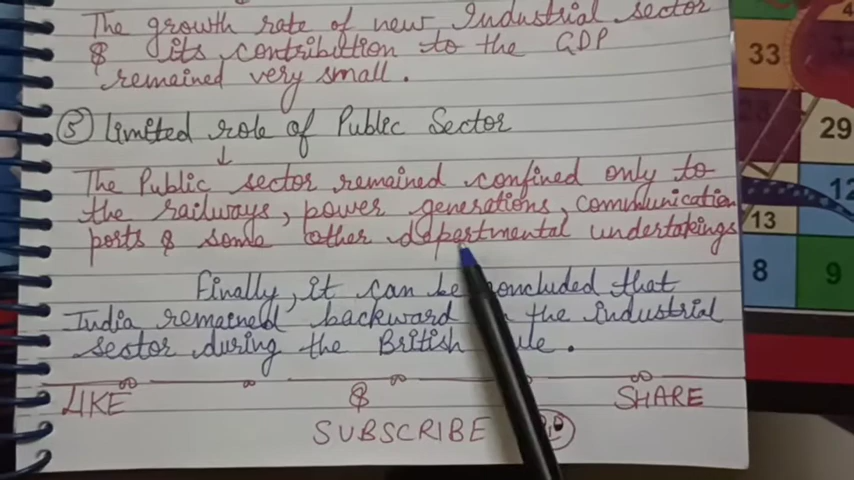 The growth rate of new Industrial sector
& its contribution to the GDP
remained very small.
5 Limited role of Public Sector
↓
The Public sector remained confined only to
the railways, power generations, communication
ports & some other departmental undertakings
Finally, it can be concluded that
India remained backward the industrial
sector during the British
LIKE & SHARE
SUBSCRIBE
33
29
12
13
8
9